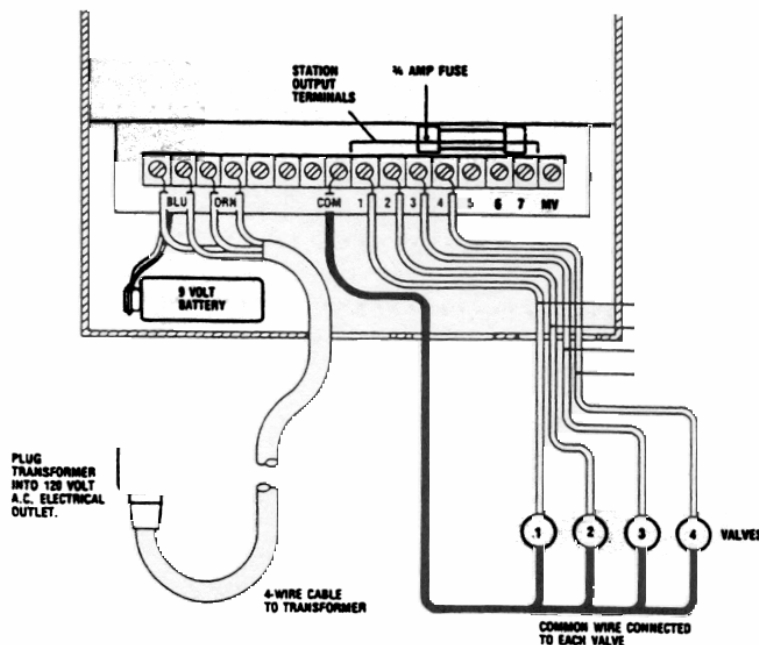 STATION
OUTPUT
TERMINALS
¾ AMP FUSE
BLU ORN COM 1 2 3 4 5 6 7 MV
9 VOLT
BATTERY
PLUG
TRANSFORMER
INTO 120 VOLT
A.C. ELECTRICAL
OUTLET.
.1 2 3 4 VALVES
4-WIRE CABLE
TO TRANSFORMER
COMMON WIRE CONNECTED
TO EACH VALVE